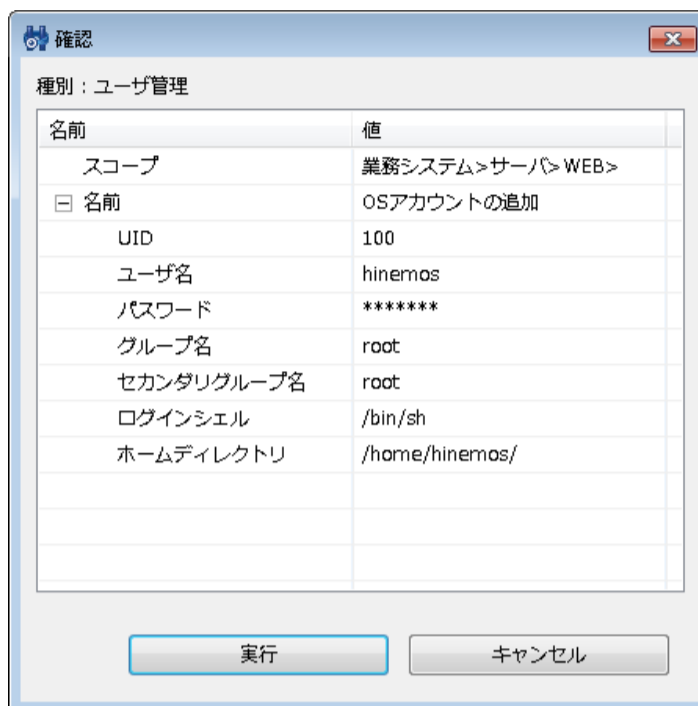 確認
種別：ユーザ管理
名前 値
スコープ 業務システム>サーバ>WEB>
名前 OSアカウントの追加
UID 100
ユーザ名 hinemos
パスワード *******
グループ名 root
セカンダリグループ名 root
ログインシェル /bin/sh
ホームディレクトリ /home/hinemos/
実行 キャンセル